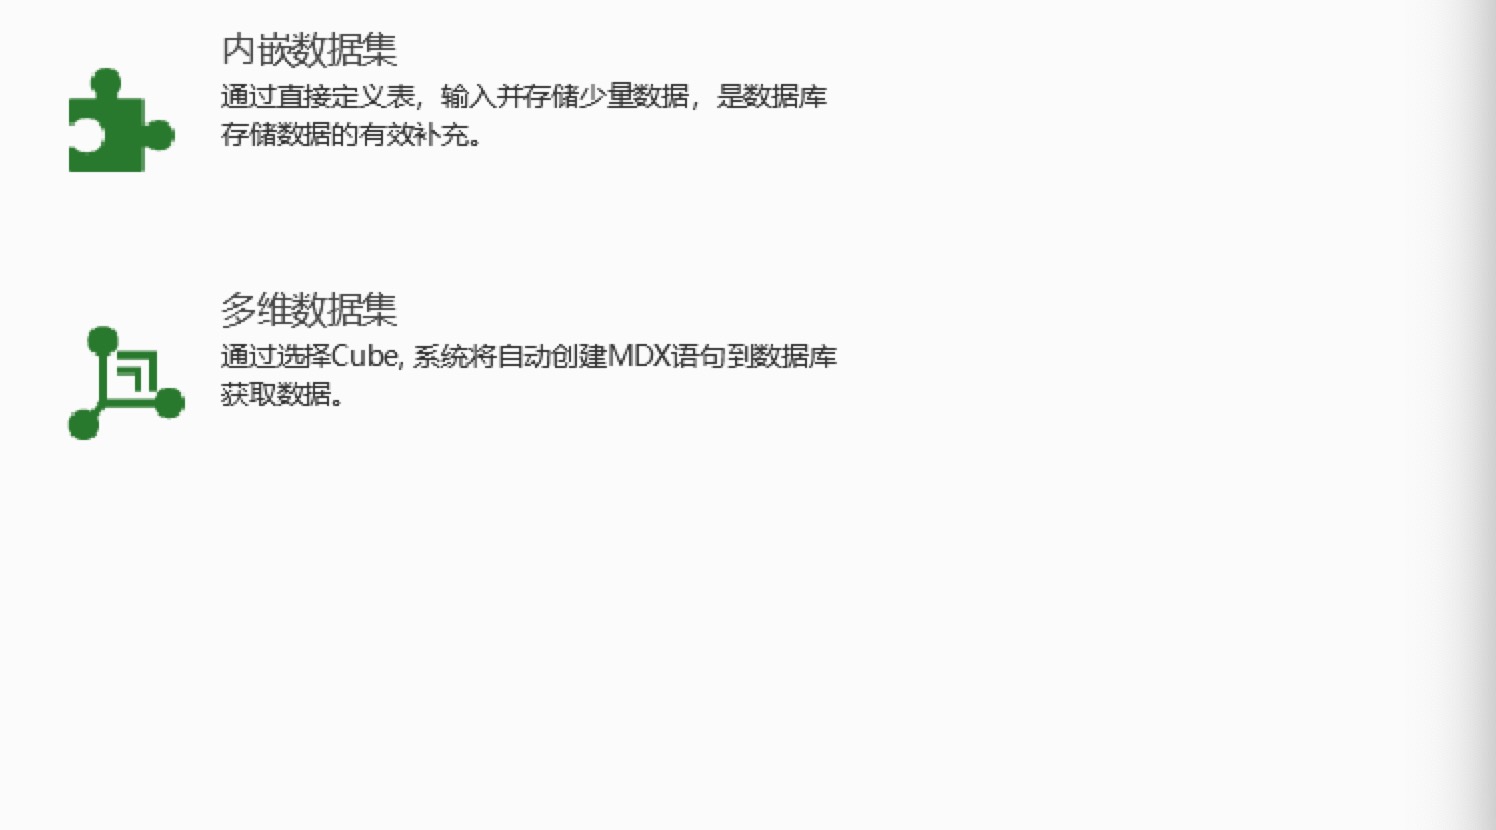 内嵌数据集
通过直接定义表，输入并存储少量数据，是数据库
存储数据的有效补充。
多维数据集
通过选择Cube, 系统将自动创建MDX语句到数据库
获取数据。